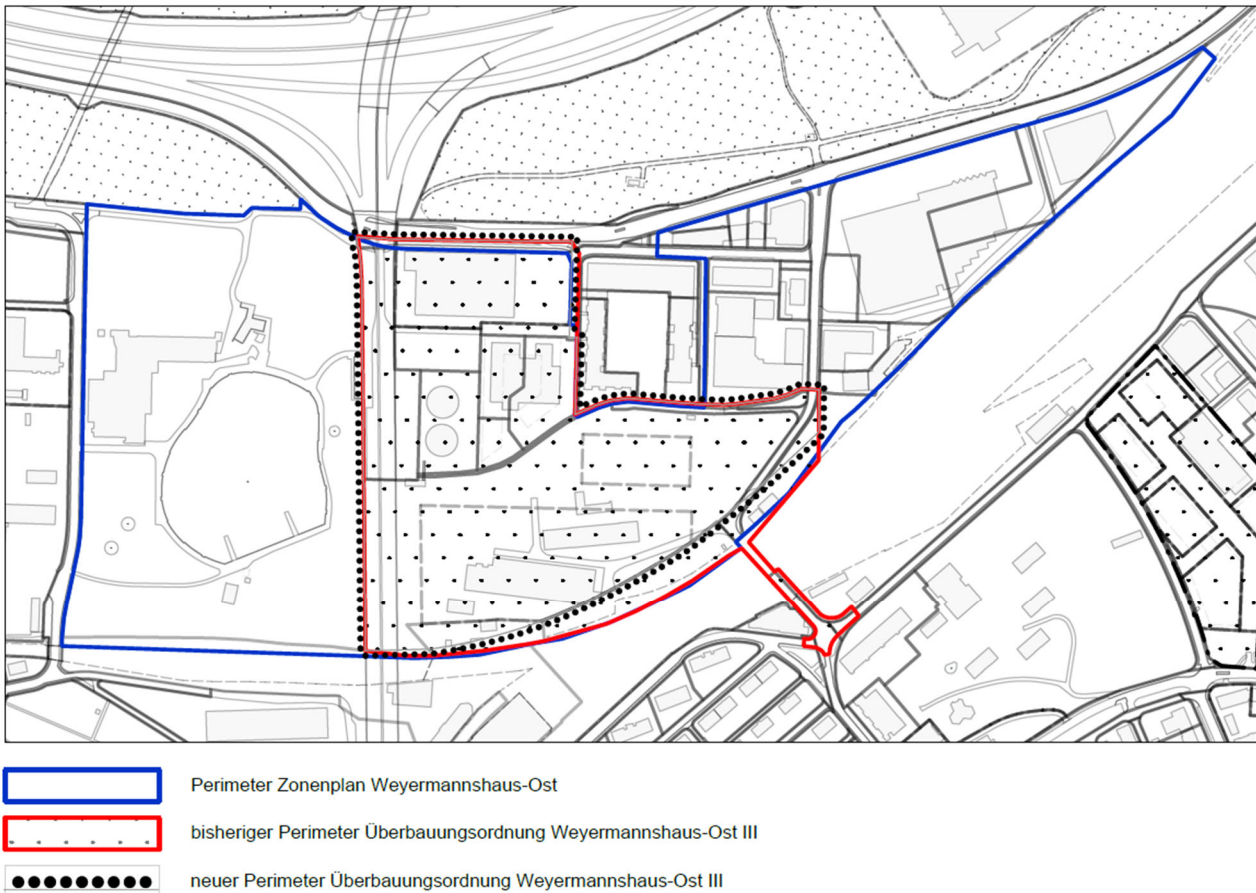 Perimeter Zonenplan Weyermannshaus-Ost
bisheriger Perimeter Überbauungsordnung Weyermannshaus-Ost III
neuer Perimeter Überbauungsordnung Weyermannshaus-Ost III